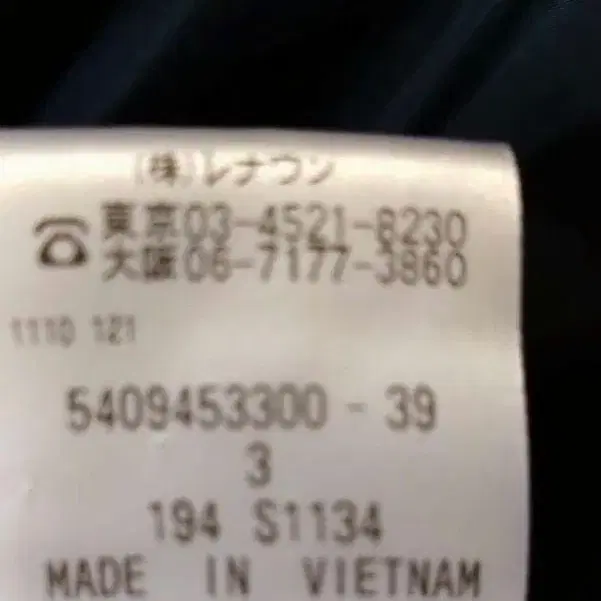 (株)レナウン
☎ 東京03-4521-8230
大阪06-7177-3860
1110 121
5409453300 - 39
3
194 S1134
MADE IN VIETNAM